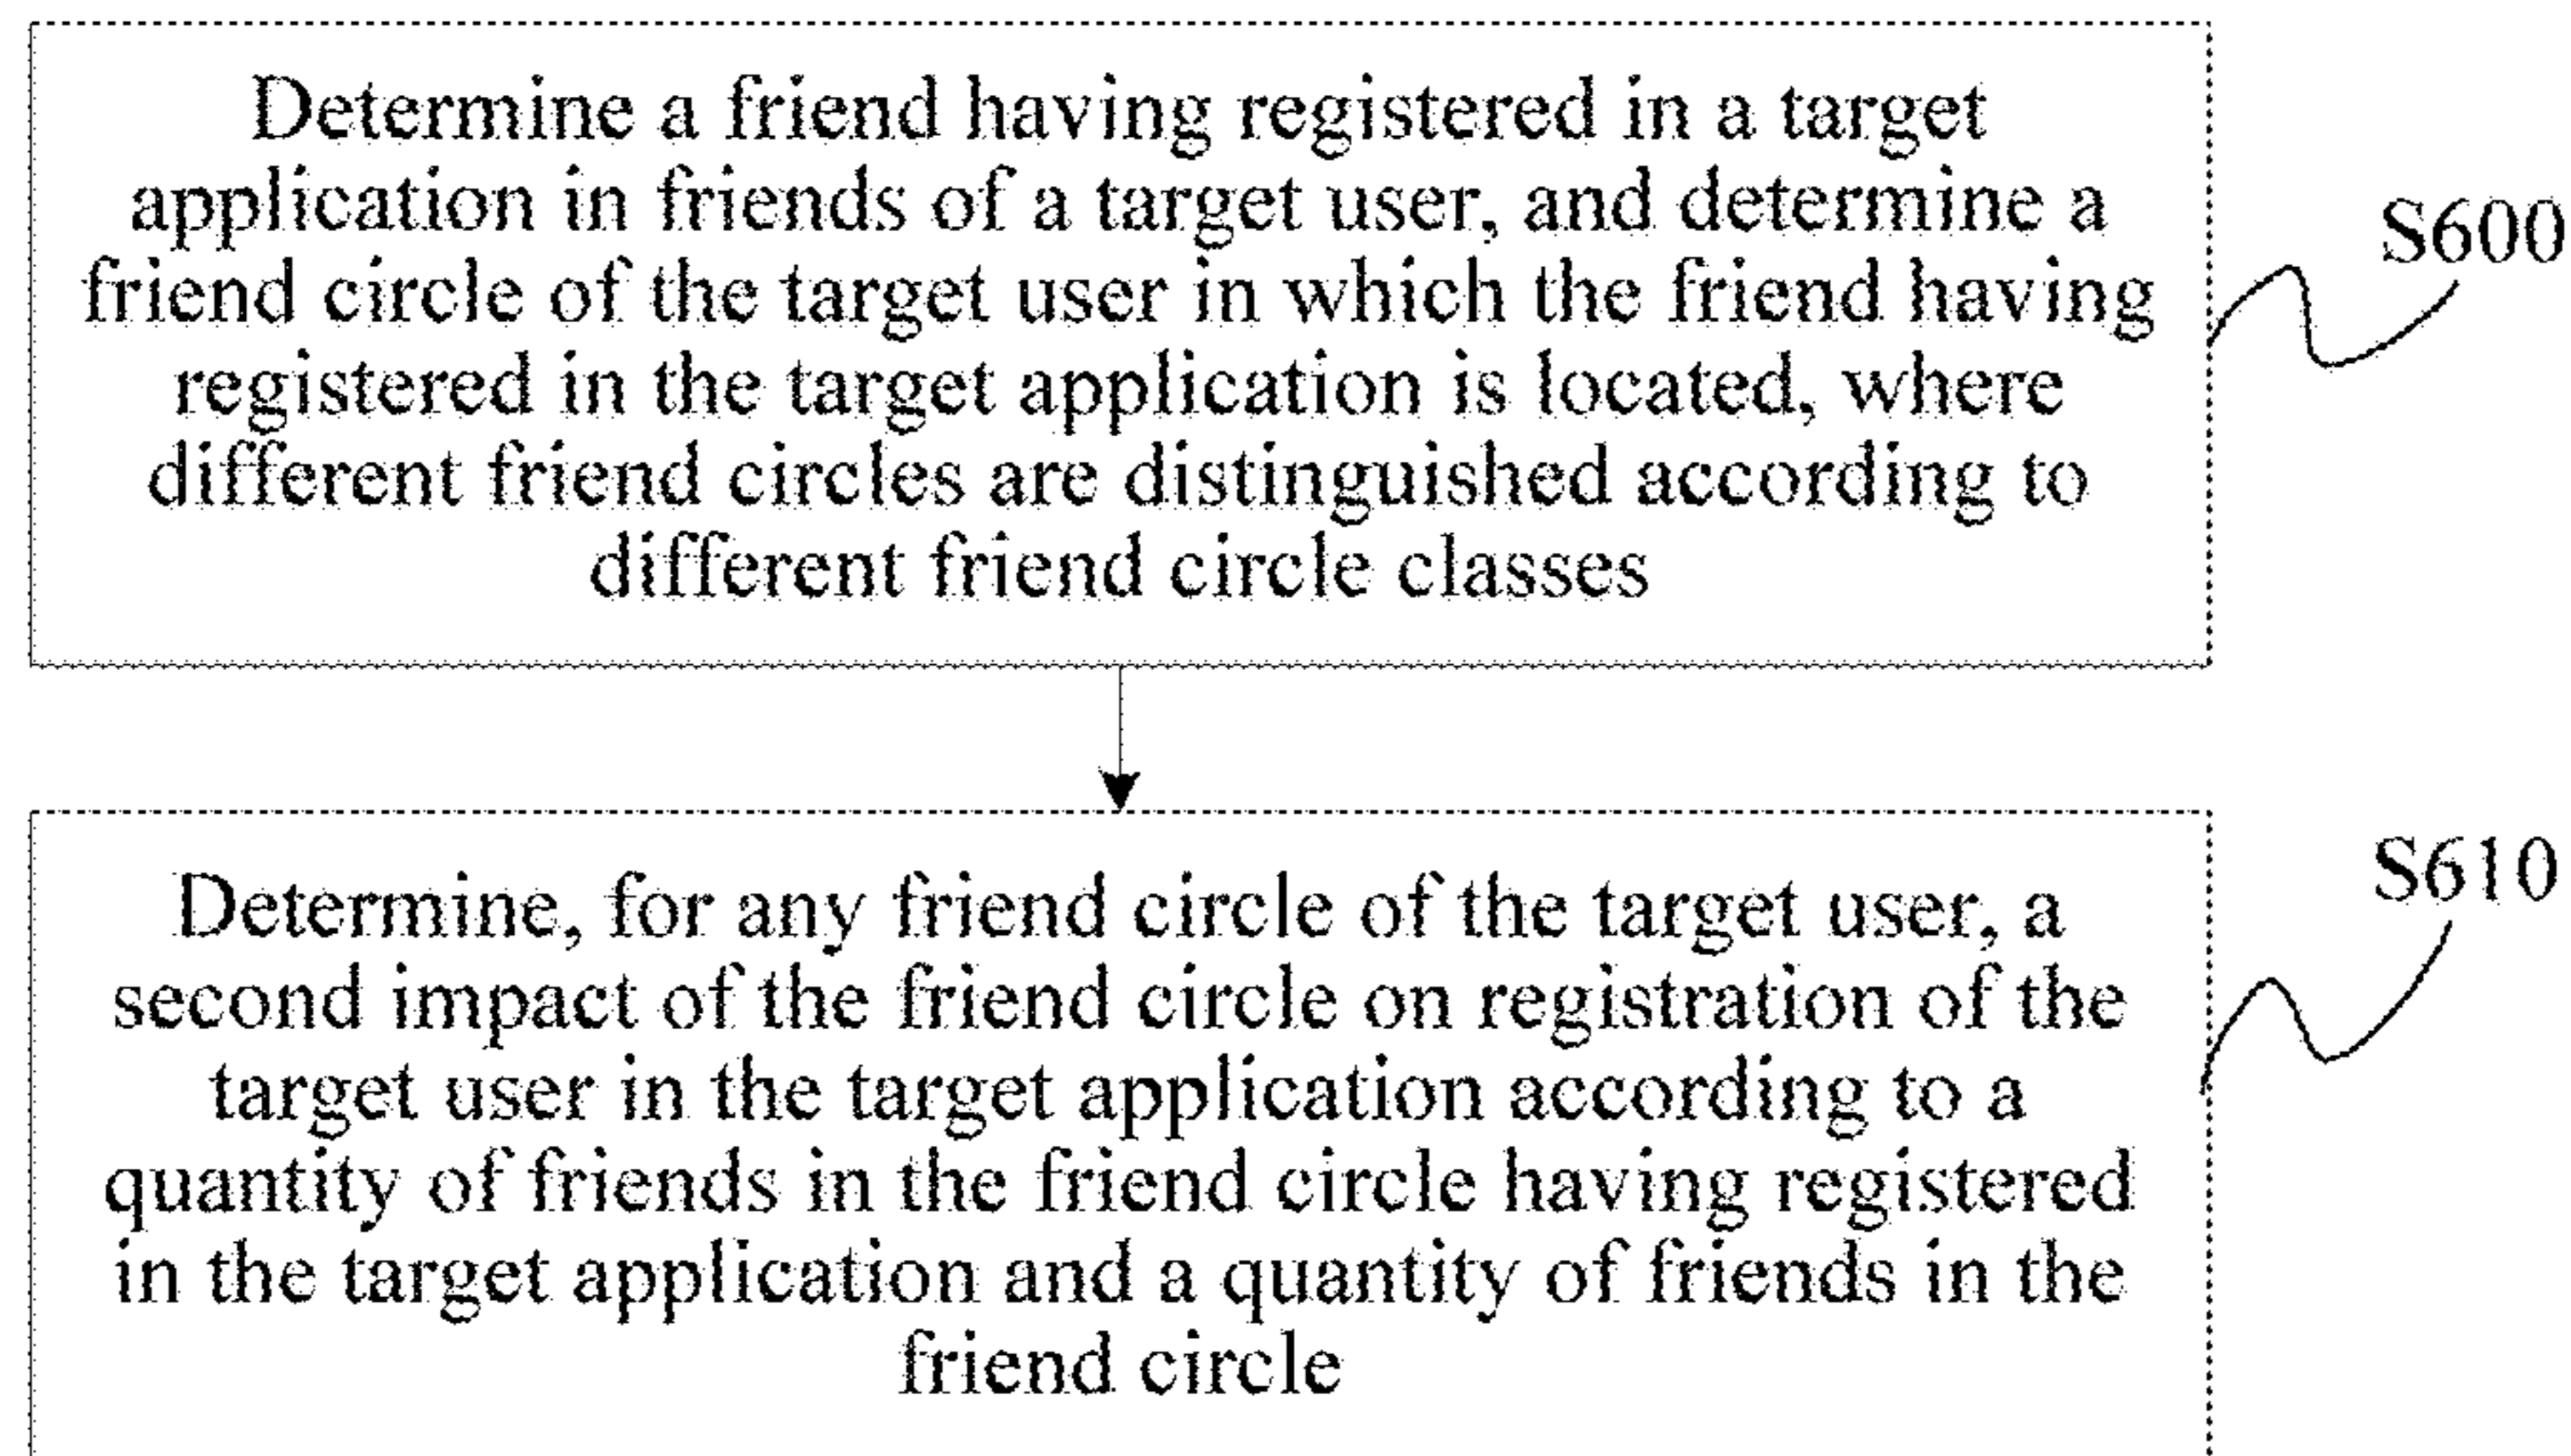 Determine a friend having registered in a target
application in friends of a target user, and determine a
friend circle of the target user in which the friend having
registered in the target application is located, where
different friend circles are distinguished according to
different friend circle classes
S600
Determine, for any friend circle of the target user, a
second impact of the friend circle on registration of the
target user in the target application according to a
quantity of friends in the friend circle having registered
in the target application and a quantity of friends in the
friend circle
S610